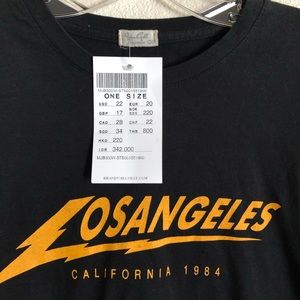 ONE SIZE
USD 22 EUR 20
GBP 17 NOK 220
CAD 28 CHF 22
SGD 34 THB 800
HKD 220
IDR 342,000
LOSANGELES
CALIFORNIA 1984